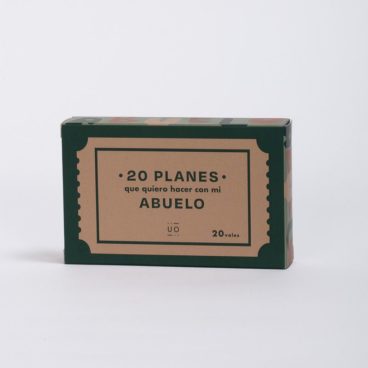 • 20 PLANES •
que quiero hacer con mi
ABUELO
UO
20 vales